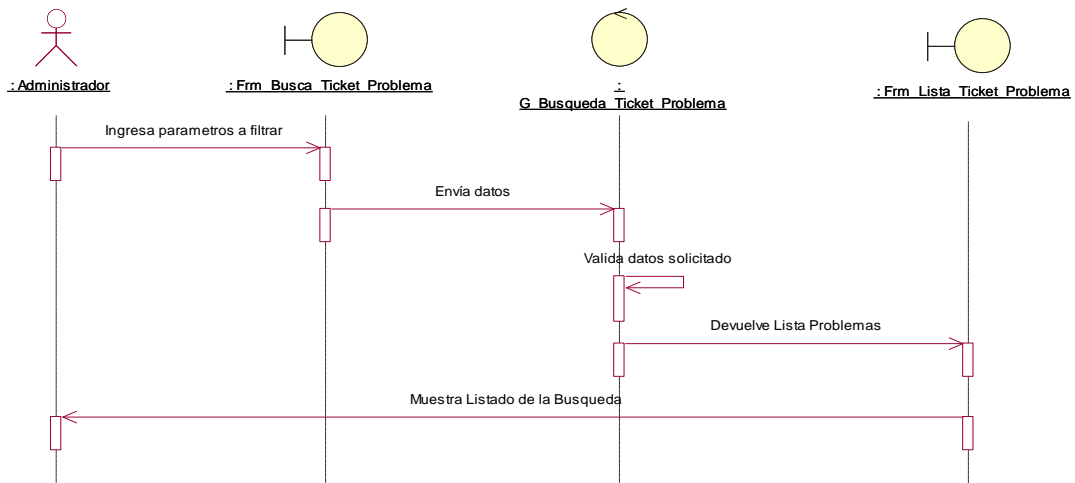 : Administrador
: Frm_Busca_Ticket_Problema
:
G_Busqueda_Ticket_Problema
: Frm_Lista_Ticket_Problema
Ingresa parametros a filtrar
Envía datos
Valida datos solicitado
Devuelve Lista Problemas
Muestra Listado de la Busqueda